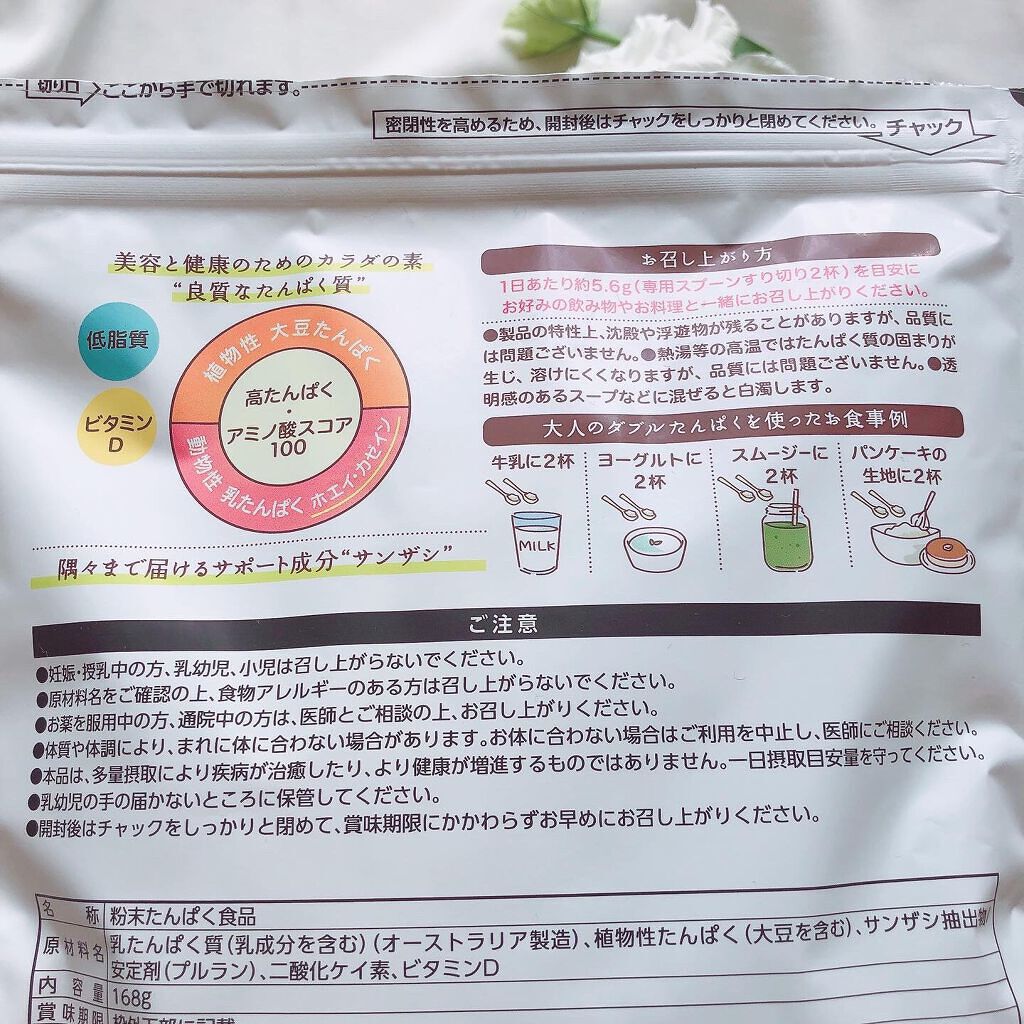 切り口
ここから手で切れます。
密閉性を高めるため、開封後はチャックをしっかりと閉めてください。
チャック
美容と健康のためのカラダの素
“良質なたんぱく質”
低脂質
ビタミン
D
植物性 大豆たんぱく
高たんぱく
・
アミノ酸スコア
100
動物性 乳たんぱく ホエイ・カゼイン
隅々まで届けるサポート成分“サンザシ”
お召し上がり方
1日あたり約5.6g(専用スプーンすり切り2杯)を目安に
お好みの飲み物やお料理と一緒にお召し上がりください。
●製品の特性上、沈殿や浮遊物が残ることがありますが、品質に
は問題ございません。●熱湯等の高温ではたんぱく質の固まりが
生じ、溶けにくくなりますが、品質には問題ございません。●透
明感のあるスープなどに混ぜると白濁します。
大人のダブルたんぱくを使ったお食事例
牛乳に2杯
MILK
ヨーグルトに
2杯
スムージーに
2杯
パンケーキの
生地に2杯
ご注意
●妊娠・授乳中の方、乳幼児、小児は召し上がらないでください。
●原材料名をご確認の上、食物アレルギーのある方は召し上がらないでください。
●お薬を服用中の方、通院中の方は、医師とご相談の上、お召し上がりください。
●体質や体調により、まれに体に合わない場合があります。お体に合わない場合はご利用を中止し、医師にご相談ください。
●本品は、多量摂取により疾病が治癒したり、より健康が増進するものではありません。一日摂取目安量を守ってください。
●乳幼児の手の届かないところに保管してください。
●開封後はチャックをしっかりと閉めて、賞味期限にかかわらずお早めにお召し上がりください。
名称 粉末たんぱく食品
原材料名 乳たんぱく質(乳成分を含む)(オーストラリア製造)、植物性たんぱく(大豆を含む)、サンザシ抽出物
安定剤(プルラン)、二酸化ケイ素、ビタミンD
内容量 168g
賞味期限 枠外下部に記載